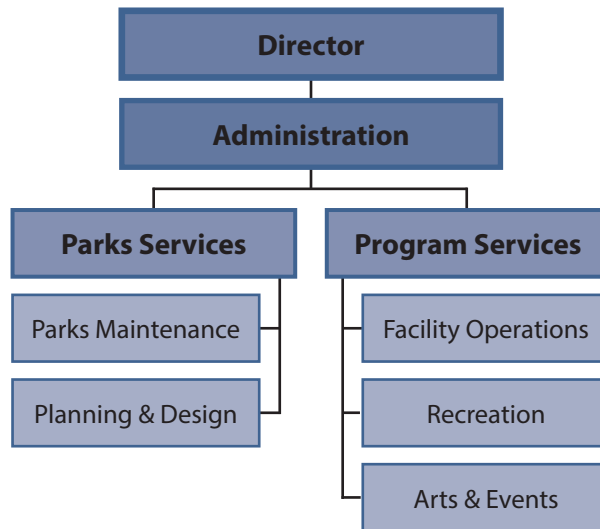 Director
Administration
Parks Services
Program Services
Parks Maintenance
Facility Operations
Planning & Design
Recreation
Arts & Events